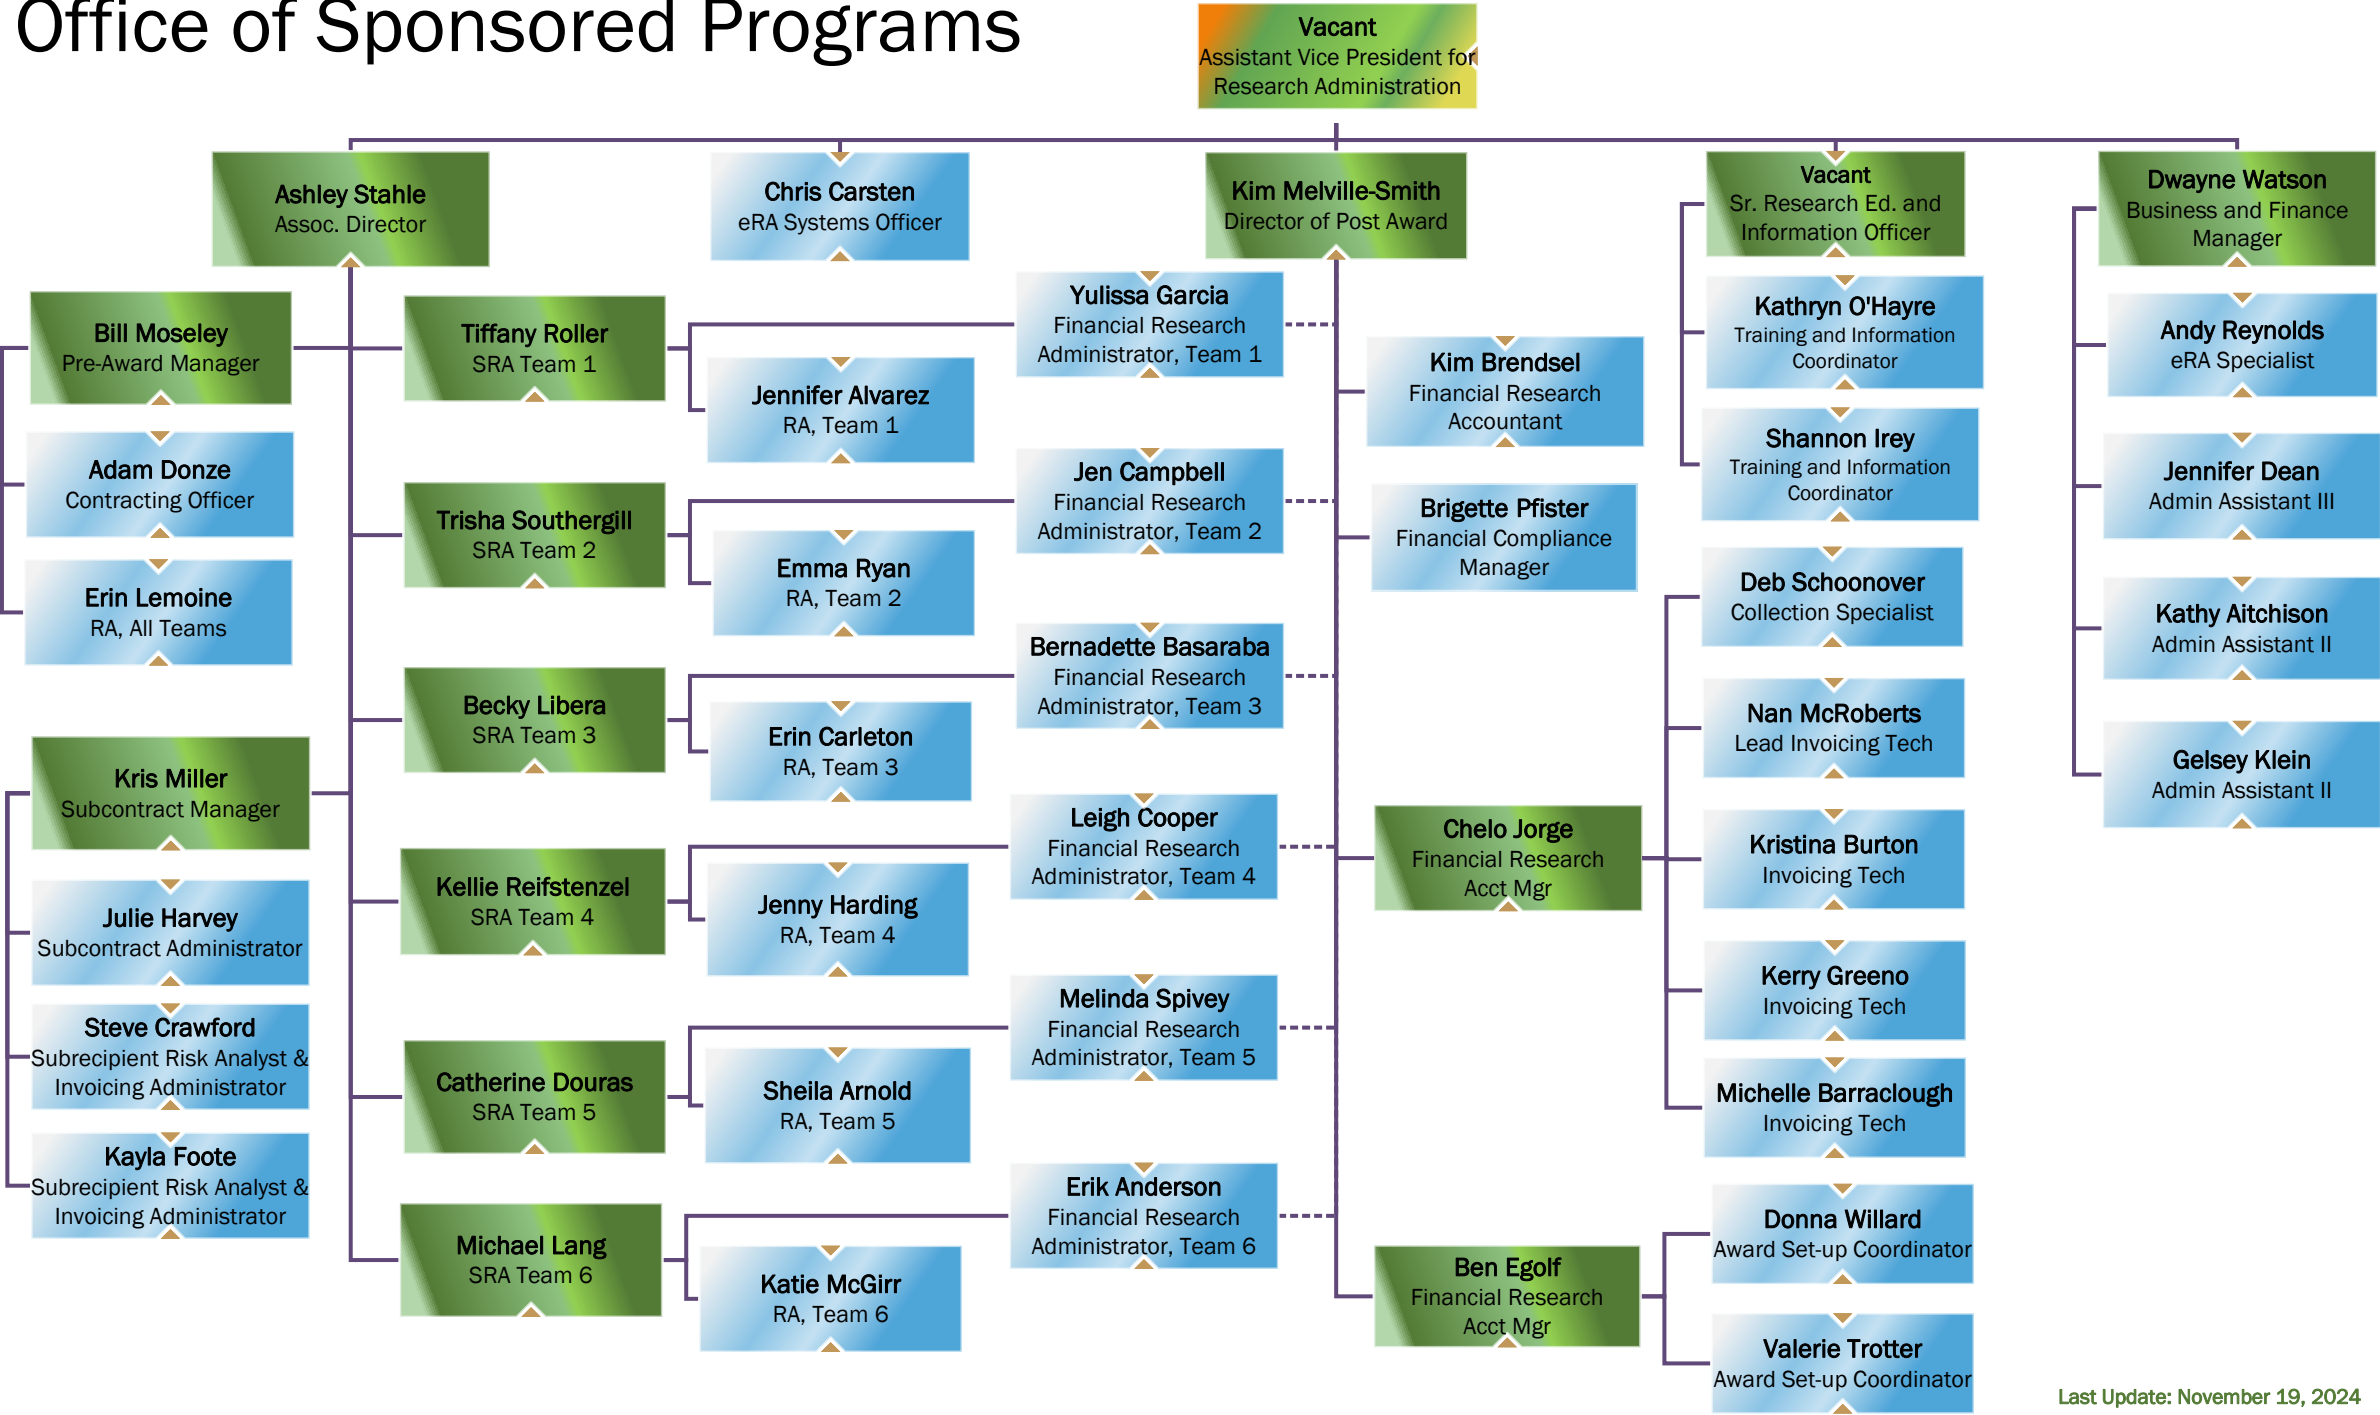 Office of Sponsored Programs
Vacant
Assistant Vice President for
Research Administration
Ashley Stahle
Assoc. Director
Chris Carsten
eRA Systems Officer
Kim Melville-Smith
Director of Post Award
Vacant
Sr. Research Ed. and
Information Officer
Dwayne Watson
Business and Finance
Manager
Bill Moseley
Pre-Award Manager
Adam Donze
Contracting Officer
Erin Lemoine
RA, All Teams
Kris Miller
Subcontract Manager
Julie Harvey
Subcontract Administrator
Steve Crawford
Subrecipient Risk Analyst &
Invoicing Administrator
Kayla Foote
Subrecipient Risk Analyst &
Invoicing Administrator
Tiffany Roller
SRA Team 1
Yulissa Garcia
Financial Research
Administrator, Team 1
Jennifer Alvarez
RA, Team 1
Trisha Southergill
SRA Team 2
Jen Campbell
Financial Research
Administrator, Team 2
Emma Ryan
RA, Team 2
Becky Libera
SRA Team 3
Bernadette Basaraba
Financial Research
Administrator, Team 3
Erin Carleton
RA, Team 3
Kellie Reifstenzel
SRA Team 4
Leigh Cooper
Financial Research
Administrator, Team 4
Jenny Harding
RA, Team 4
Catherine Douras
SRA Team 5
Melinda Spivey
Financial Research
Administrator, Team 5
Sheila Arnold
RA, Team 5
Michael Lang
SRA Team 6
Erik Anderson
Financial Research
Administrator, Team 6
Katie McGirr
RA, Team 6
Kim Brendsel
Financial Research
Accountant
Brigette Pfister
Financial Compliance
Manager
Chelo Jorge
Financial Research
Acct Mgr
Ben Egolf
Financial Research
Acct Mgr
Kathryn O'Hayre
Training and Information
Coordinator
Shannon Irey
Training and Information
Coordinator
Deb Schoonover
Collection Specialist
Nan McRoberts
Lead Invoicing Tech
Kristina Burton
Invoicing Tech
Kerry Greeno
Invoicing Tech
Michelle Barraclough
Invoicing Tech
Donna Willard
Award Set-up Coordinator
Valerie Trotter
Award Set-up Coordinator
Andy Reynolds
eRA Specialist
Jennifer Dean
Admin Assistant III
Kathy Aitchison
Admin Assistant II
Gelsey Klein
Admin Assistant II
Last Update: November 19, 2024